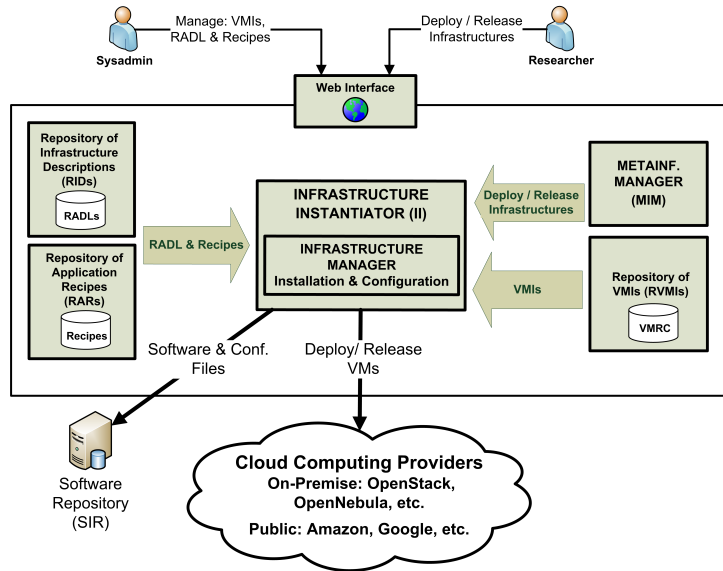 Manage: VMIs,
RADL & Recipes
Sysadmin
Deploy / Release
Infrastructures
Researcher
Web Interface
Repository of
Infrastructure
Descriptions
(RIDs)
RADLs
Repository of
Application
Recipes
(RARs)
Recipes
RADL & Recipes
INFRASTRUCTURE
INSTANTIATOR (II)
INFRASTRUCTURE
MANAGER
Installation & Configuration
Deploy / Release
Infrastructures
VMIs
METAINF.
MANAGER
(MIM)
Repository of
VMIs (RVMIs)
VMRC
Software & Conf.
Files
Deploy/ Release
VMs
Software
Repository
(SIR)
Cloud Computing Providers
On-Premise: OpenStack,
OpenNebula, etc.
Public: Amazon, Google, etc.